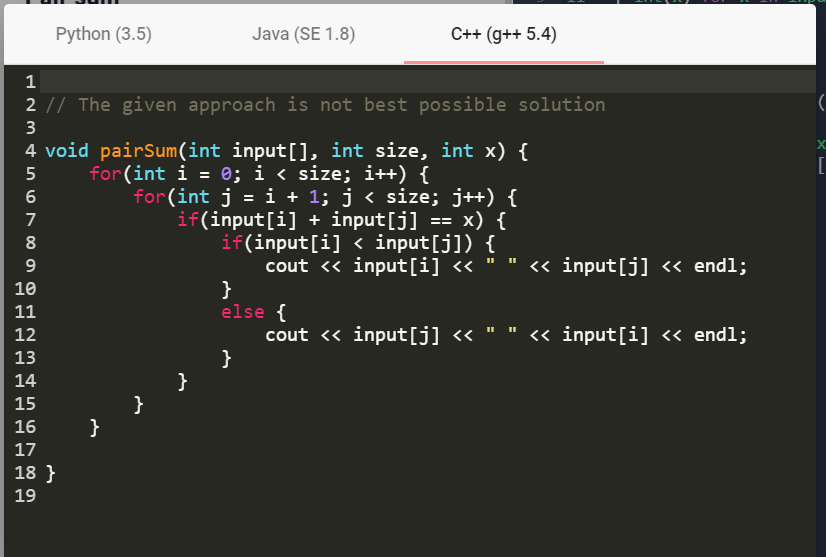 Python (3.5) Java (SE 1.8) C++ (g++ 5.4)
1
2 // The given approach is not best possible solution
3
4 void pairSum(int input[], int size, int x) {
5     for(int i = 0; i < size; i++) {
6         for(int j = i + 1; j < size; j++) {
7             if(input[i] + input[j] == x) {
8                 if(input[i] < input[j]) {
9                     cout << input[i] << " " << input[j] << endl;
10                 }
11                 else {
12                     cout << input[j] << " " << input[i] << endl;
13                 }
14             }
15         }
16     }
17
18 }
19